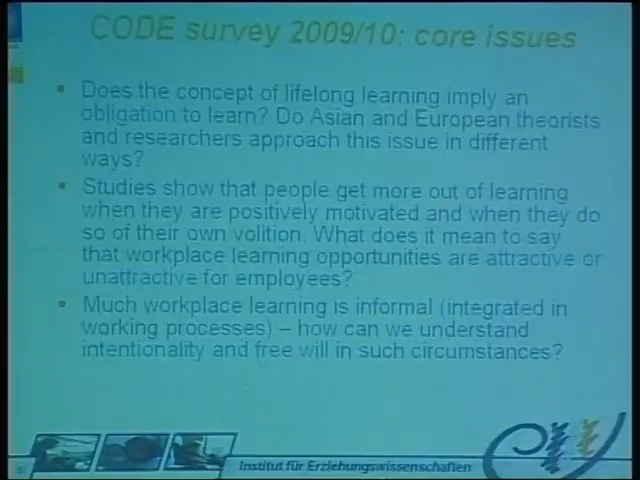 CODE survey 2009/10: core issues
Does the concept of lifelong learning imply an
obligation to learn? Do Asian and European theorists
and researchers approach this issue in different
ways?
Studies show that people get more out of learning
when they are positively motivated and when they do
so of their own volition. What does it mean to say
that workplace learning opportunities are attractive or
unattractive for employees?
Much workplace learning is informal (integrated in
working processes) – how can we understand
intentionality and free will in such circumstances?
Institut für Erziehungswissenschaften